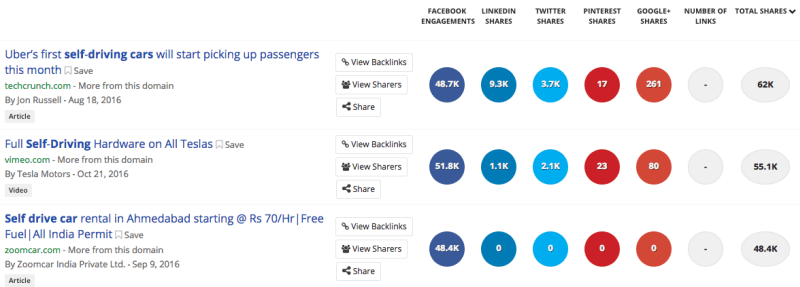 FACEBOOK ENGAGEMENTS LINKEDIN SHARES TWITTER SHARES PINTEREST SHARES GOOGLE+ SHARES NUMBER OF LINKS TOTAL SHARES
Uber's first self-driving cars will start picking up passengers
this month Save
techcrunch.com - More from this domain
By Jon Russell - Aug 18, 2016
Article
View Backlinks
View Sharers
Share
48.7K 9.3K 3.7K 17 261 - 62K
Full Self-Driving Hardware on All Teslas Save
vimeo.com - More from this domain
By Tesla Motors - Oct 21, 2016
Video
View Backlinks
View Sharers
Share
51.8K 1.1K 2.1K 23 80 - 55.1K
Self drive car rental in Ahmedabad starting @ Rs 70/Hr|Free
Fuel|All India Permit Save
zoomcar.com - More from this domain
By Zoomcar India Private Ltd. - Sep 9, 2016
Article
View Backlinks
View Sharers
Share
48.4K 0 0 0 0 - 48.4K